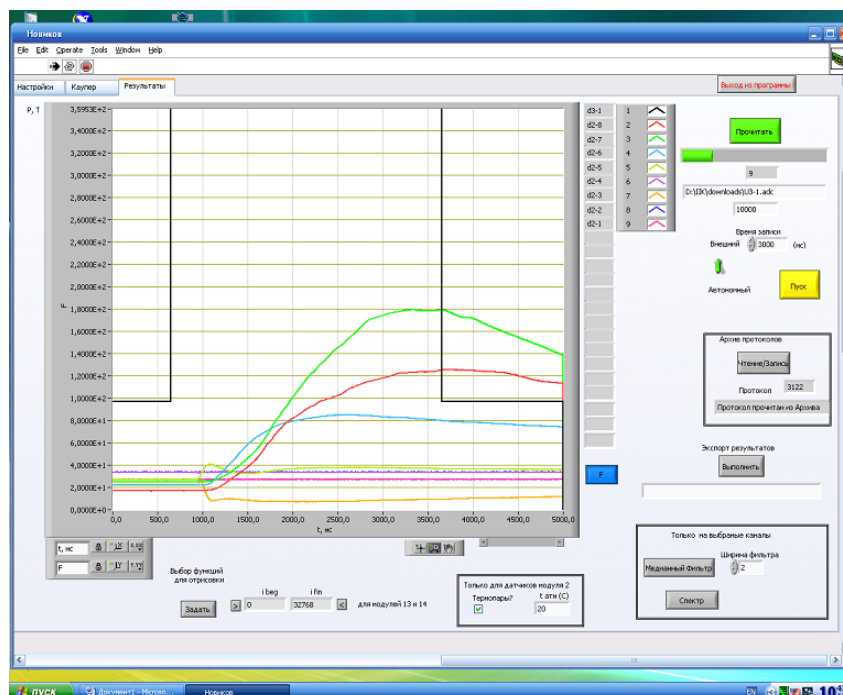 Новиков
File Edit Operate Tools Window Help
Настройки Каупер Результаты
Выход из программы
P, T
3,5953E+2
3,4000E+2
3,2000E+2
3,0000E+2
2,8000E+2
2,6000E+2
2,4000E+2
2,2000E+2
2,0000E+2
1,8000E+2
1,6000E+2
1,4000E+2
1,2000E+2
1,0000E+2
8,0000E+1
6,0000E+1
4,0000E+1
2,0000E+1
0,0000E+0
F
0,0 500,0 1000,0 1500,0 2000,0 2500,0 3000,0 3500,0 4000,0 4500,0 5000,0
t, мс
d3-1 1
d2-8 2
d2-7 3
d2-6 4
d2-5 5
d2-4 6
d2-3 7
d2-2 8
d2-1 9
F
Прочитать
9
D:\IIK\downloads\U3-1.adc
10000
Время записи
Внешний 3000 (мс)
Автономный
Пуск
Архив протоколов
Чтение/Запись
Протокол 3122
Протокол прочитан из Архива
Экспорт результатов
Выполнить
Только на выбраные каналы
Ширина фильтра
Медианный Фильтр 2
Спектр
t, мс
F
Выбор функций
для отрисовки
i beg i fin
Задать > 0 32768 < для модулей 13 и 14
Только для датчиков модуля 2
Термопары? t атм (C)
20
пуск Документ1 - Microso... Новиков EN